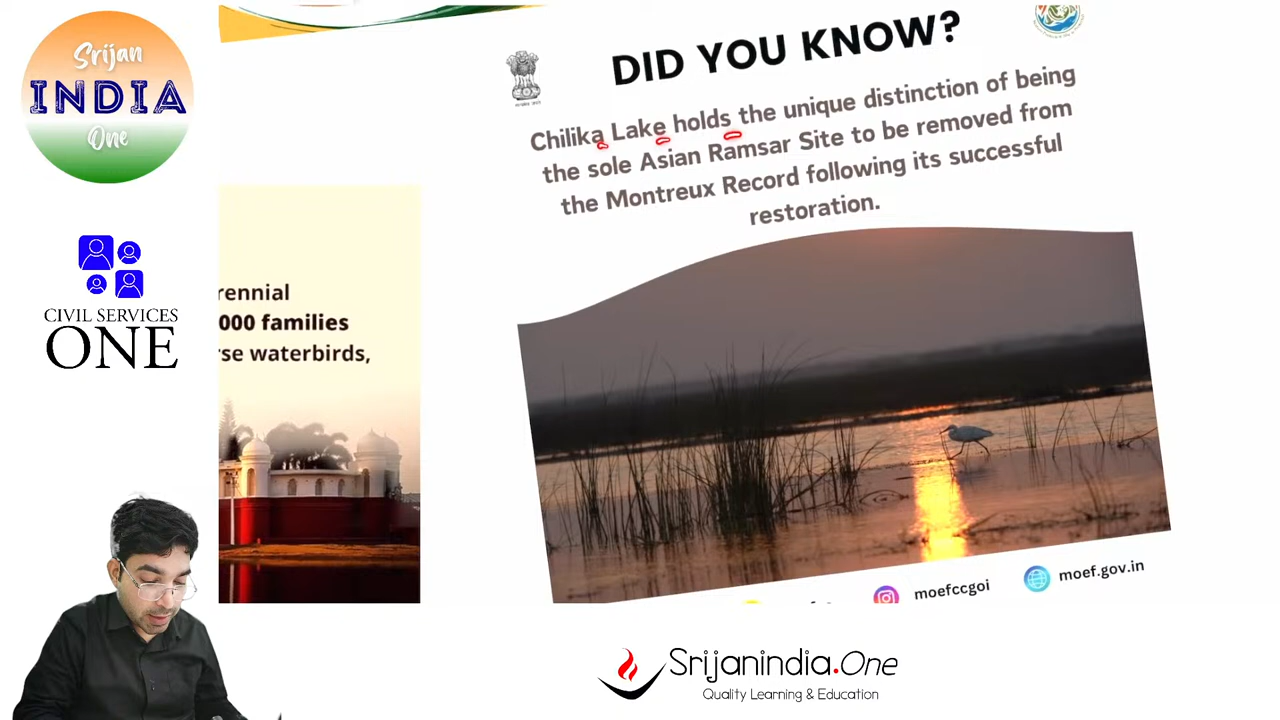 Srijan
INDIA
One
CIVIL SERVICES
ONE
rennial
000 families
rse waterbirds,
DID YOU KNOW?
Chilika Lake holds the unique distinction of being
the sole Asian Ramsar Site to be removed from
the Montreux Record following its successful
restoration.
moefccgoi
moef.gov.in
Srijanindia.One
Quality Learning & Education